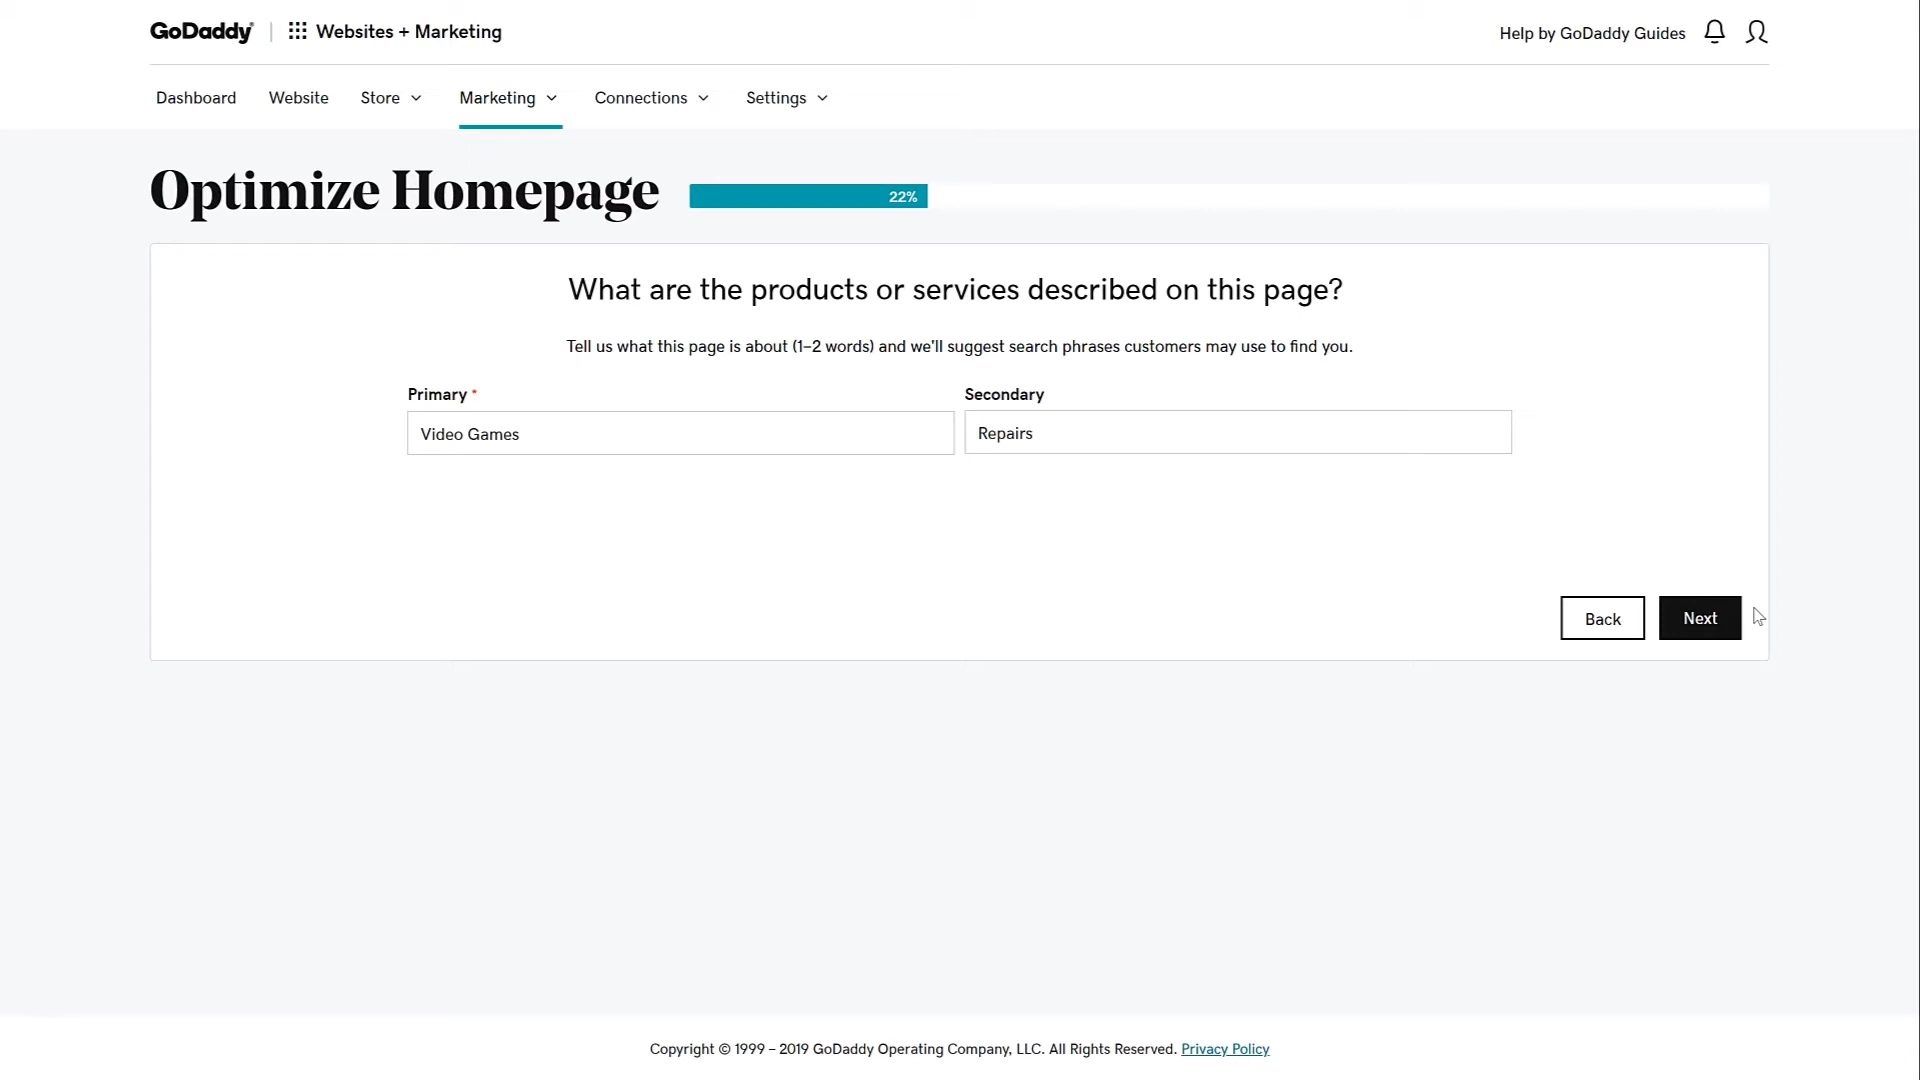 GoDaddy Websites + Marketing Help by GoDaddy Guides
Dashboard Website Store Marketing Connections Settings
Optimize Homepage 22%
What are the products or services described on this page?
Tell us what this page is about (1–2 words) and we'll suggest search phrases customers may use to find you.
Primary * Secondary
Video Games Repairs
Back Next
Copyright © 1999 – 2019 GoDaddy Operating Company, LLC. All Rights Reserved. Privacy Policy